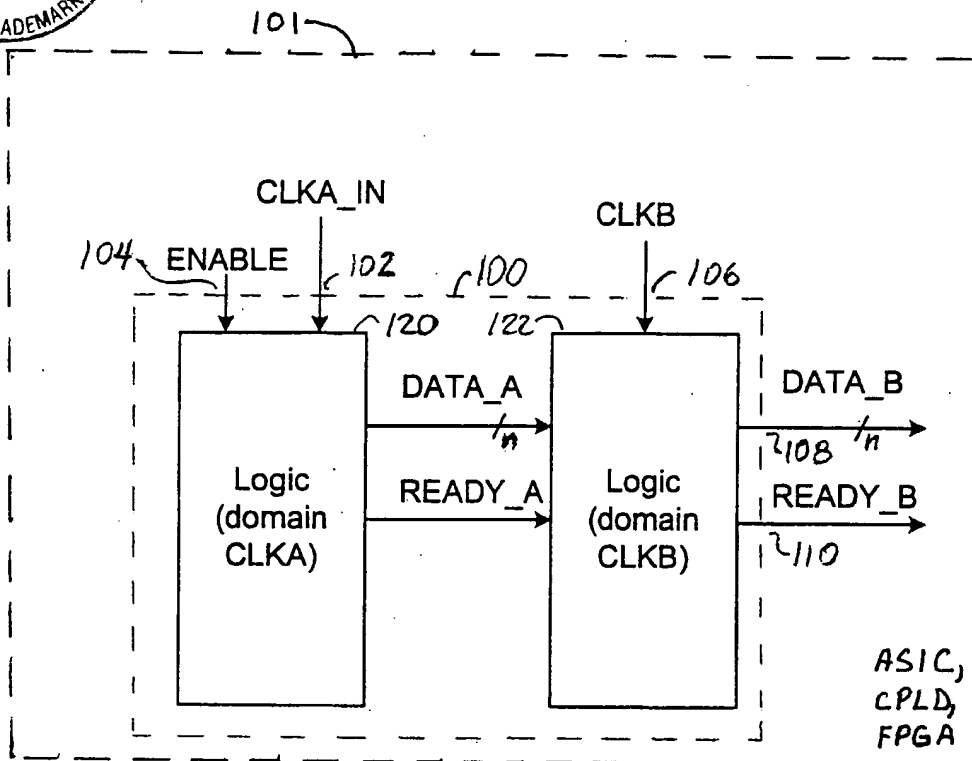 ADEMARK
101
CLKA_IN
CLKB
104
ENABLE
102
100
106
120
122
DATA_A
n
DATA_B
n
108
Logic
(domain
CLKA)
READY_A
Logic
(domain
CLKB)
READY_B
110
ASIC,
CPLD,
FPGA